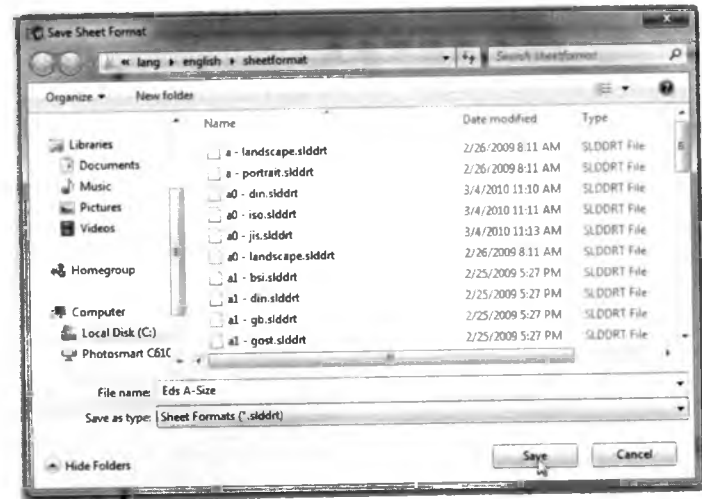 Save Sheet Format
« lang ▸ english ▸ sheetformat
Search sheetformat
Organize ▾ New folder
Name Date modified Type
Libraries
Documents
Music
Pictures
Videos
Homegroup
Computer
Local Disk (C:)
Photosmart C61C
a - landscape.slddrt 2/26/2009 8:11 AM SLDDRT File
a - portrait.slddrt 2/26/2009 8:11 AM SLDDRT File
a0 - din.slddrt 3/4/2010 11:10 AM SLDDRT File
a0 - iso.slddrt 3/4/2010 11:11 AM SLDDRT File
a0 - jis.slddrt 3/4/2010 11:13 AM SLDDRT File
a0 - landscape.slddrt 2/26/2009 8:11 AM SLDDRT File
a1 - bsi.slddrt 2/25/2009 5:27 PM SLDDRT File
a1 - din.slddrt 2/25/2009 5:27 PM SLDDRT File
a1 - gb.slddrt 2/25/2009 5:27 PM SLDDRT File
a1 - gost.slddrt 2/25/2009 5:27 PM SLDDRT File
File name: Eds A-Size
Save as type: Sheet Formats (*.slddrt)
Hide Folders
Save Cancel